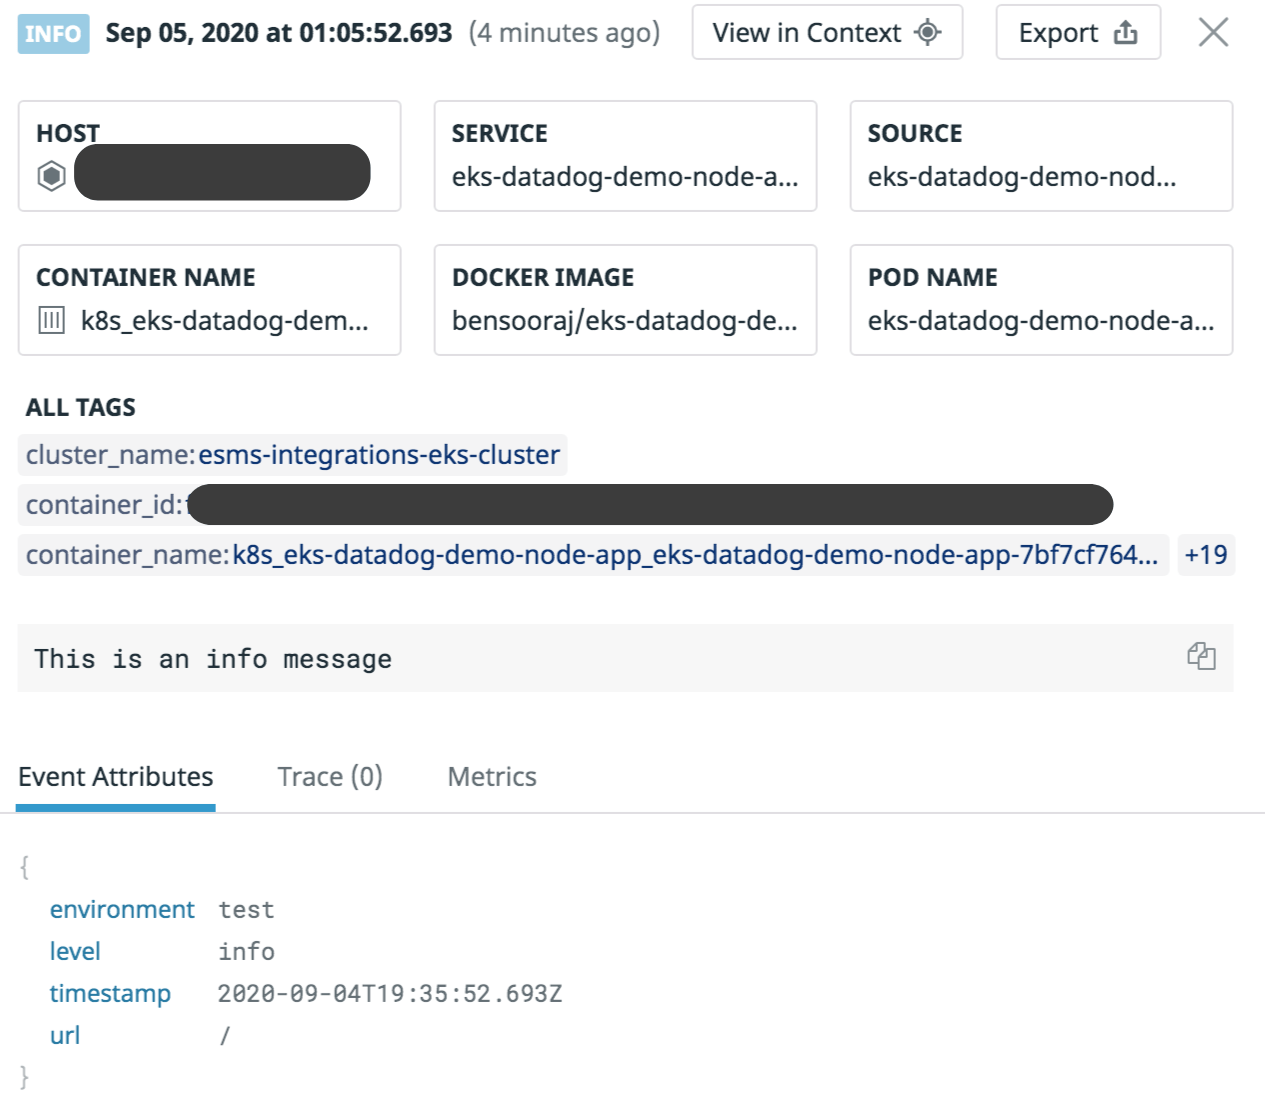 INFO Sep 05, 2020 at 01:05:52.693 (4 minutes ago) View in Context Export
HOST SERVICE SOURCE
eks-datadog-demo-node-a... eks-datadog-demo-nod...
CONTAINER NAME DOCKER IMAGE POD NAME
k8s_eks-datadog-dem... bensooraj/eks-datadog-de... eks-datadog-demo-node-a...
ALL TAGS
cluster_name:esms-integrations-eks-cluster
container_id:
container_name:k8s_eks-datadog-demo-node-app_eks-datadog-demo-node-app-7bf7cf764... +19
This is an info message
Event Attributes Trace (0) Metrics
{
environment test
level info
timestamp 2020-09-04T19:35:52.693Z
url /
}